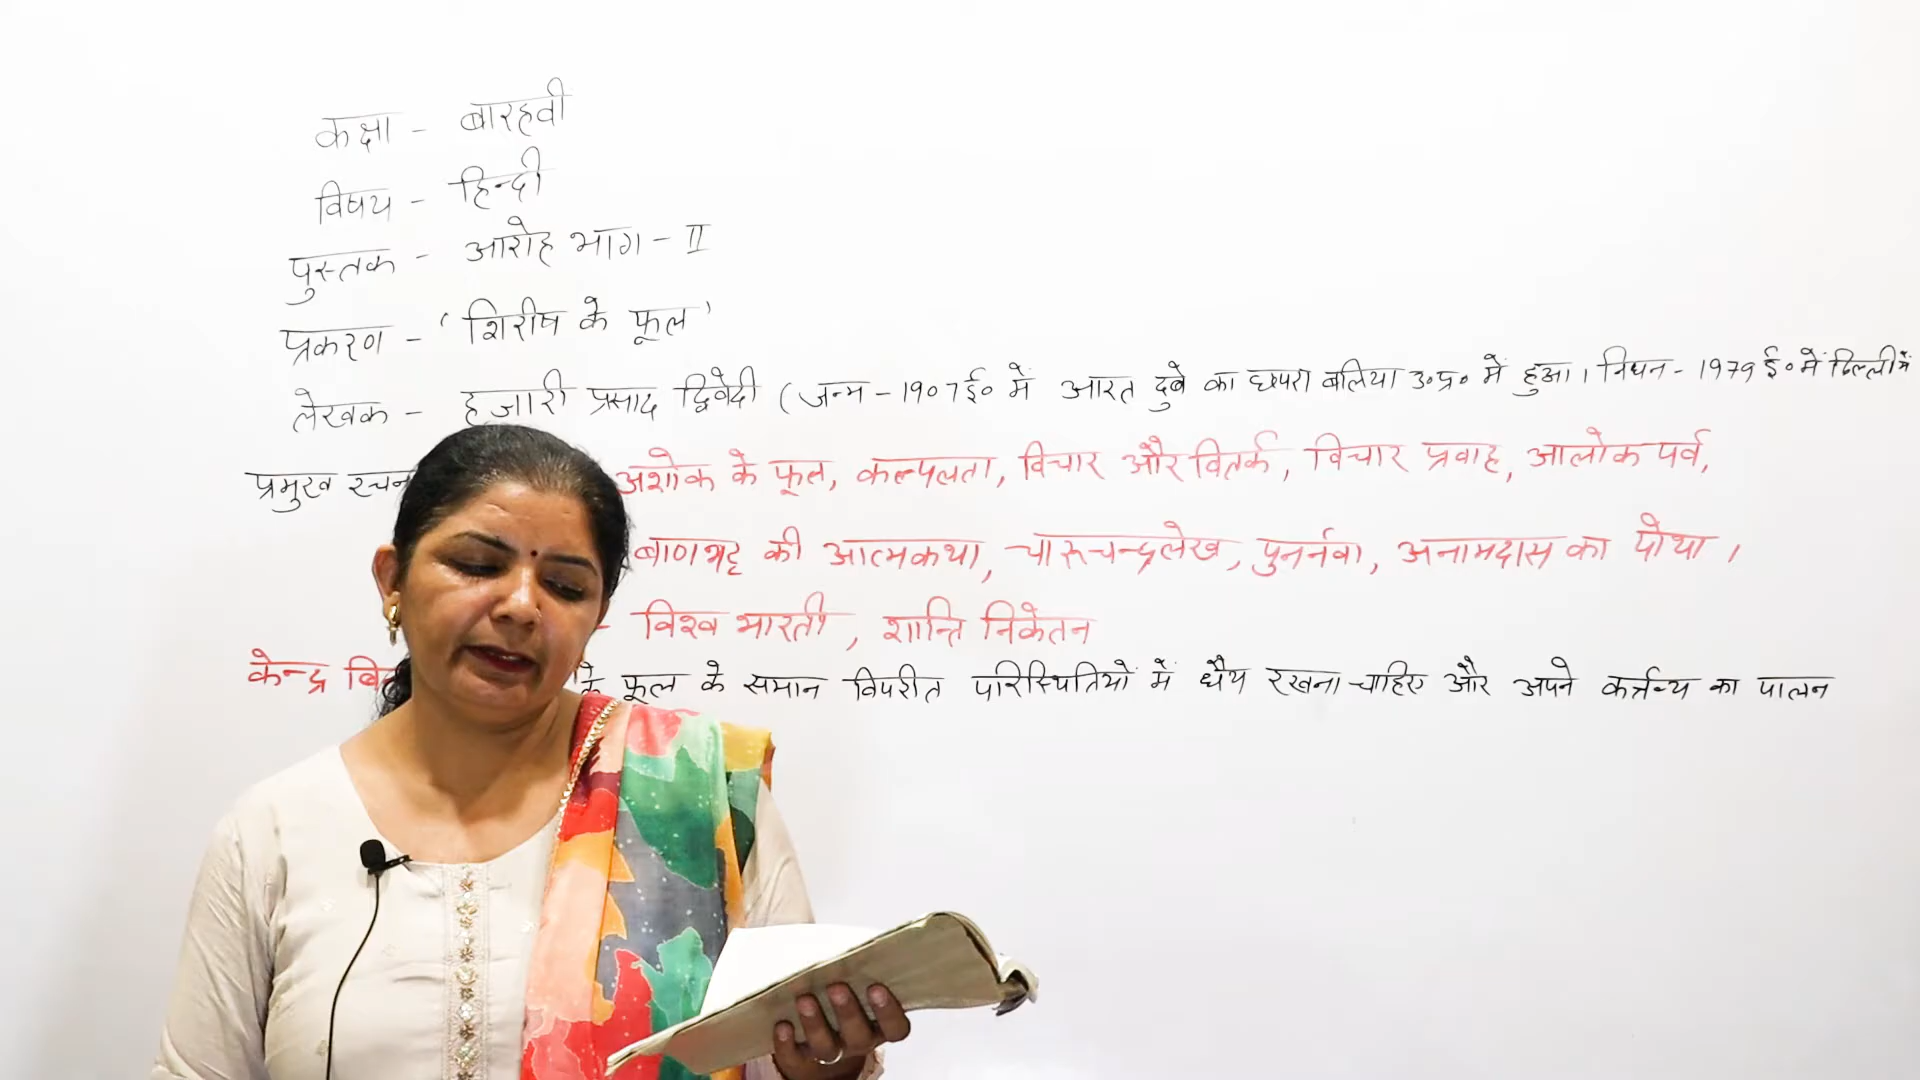 कक्षा - बारहवी
विषय - हिन्दी
पुस्तक - आरोह भाग - II
प्रकरण - 'शिरीष के फूल'
लेखक - हजारी प्रसाद द्विवेदी (जन्म - 1907 ई० में आरत दुबे का छपरा बलिया उ०प्र० में हुआ। निधन - 1979 ई० में दिल्ली में
प्रमुख अशोक के फूल, कल्पलता, विचार और वितर्क, विचार प्रवाह, आलोक पर्व,
बाणभट्ट की आत्मकथा, चारूचन्द्रलेख, पुनर्नवा, अनामदास का पोथा।
- विश्व भारती, शान्ति निकेतन
केन्द्र के फूल के समान विपरीत परिस्थितियों में धैर्य रखना चाहिए और अपने कर्त्तव्य का पालन